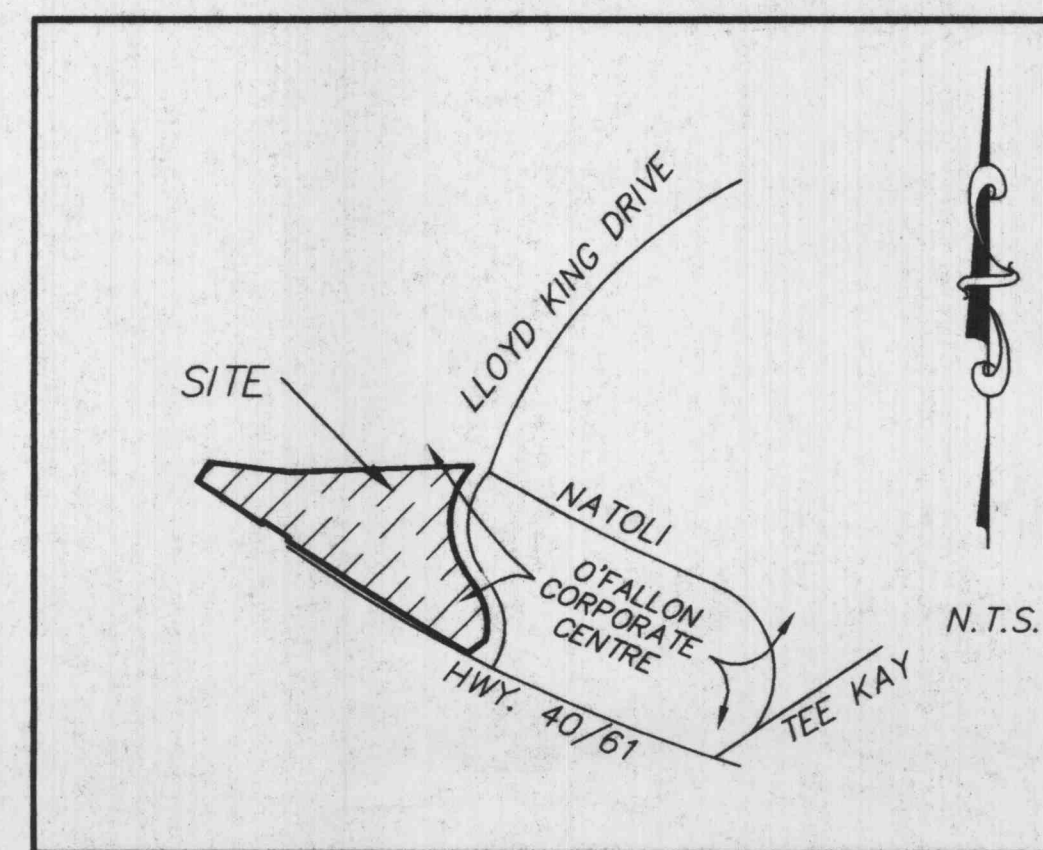 LLOYD KING DRIVE
SITE
NATOLI
O'FALLON
CORPORATE
CENTRE
N.T.S.
HWY. 40/61
TEE KAY